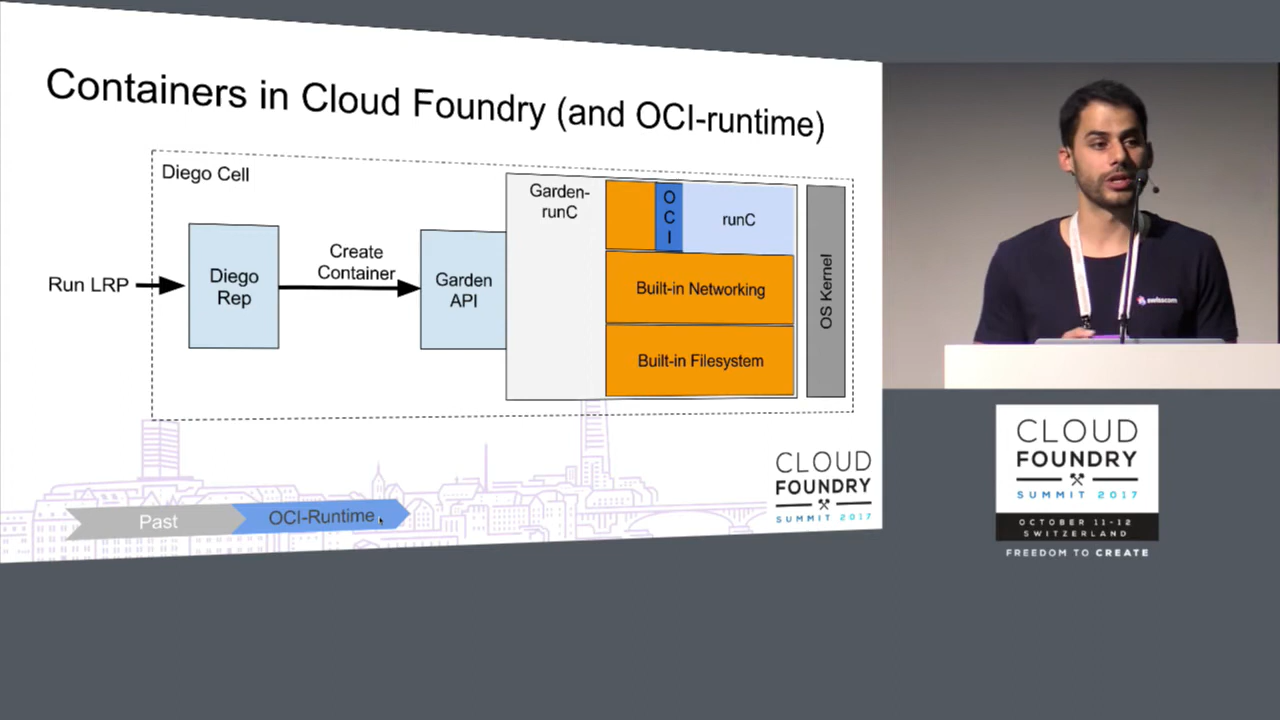 Containers in Cloud Foundry (and OCI-runtime)
Diego Cell
Run LRP
Diego
Rep
Create
Container
Garden
API
Garden-
runC
O
C
I
runC
Built-in Networking
Built-in Filesystem
OS Kernel
Past
OCI-Runtime
CLOUD
FOUNDRY
SUMMIT 2017
swisscom
CLOUD
FOUNDRY
SUMMIT 2017
OCTOBER 11-12
SWITZERLAND
FREEDOM TO CREATE